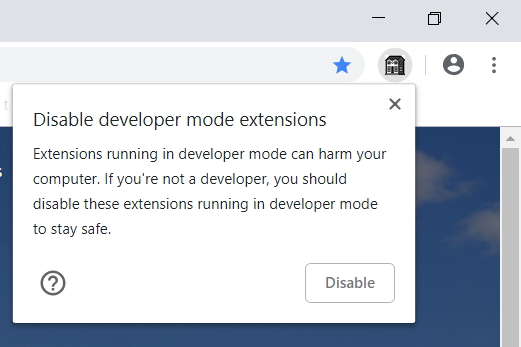 Disable developer mode extensions
Extensions running in developer mode can harm your
computer. If you're not a developer, you should
disable these extensions running in developer mode
to stay safe.
Disable